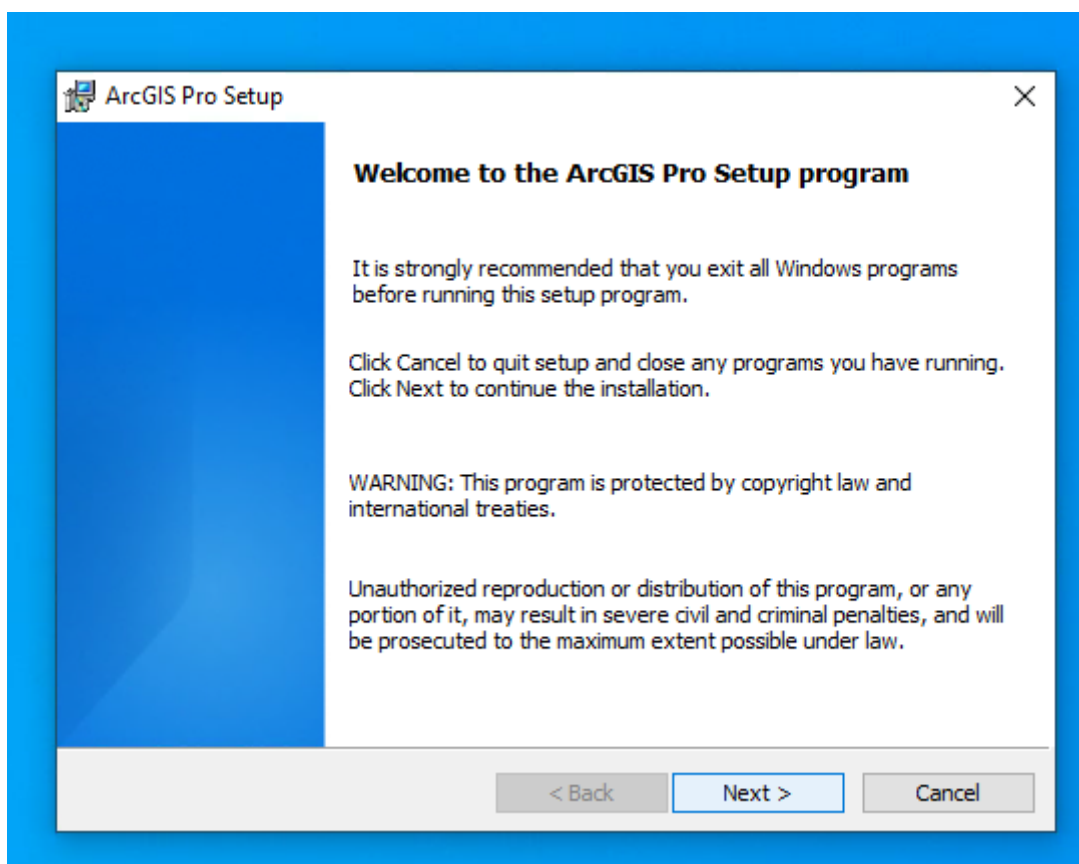 ArcGIS Pro Setup
Welcome to the ArcGIS Pro Setup program
It is strongly recommended that you exit all Windows programs
before running this setup program.
Click Cancel to quit setup and close any programs you have running.
Click Next to continue the installation.
WARNING: This program is protected by copyright law and
international treaties.
Unauthorized reproduction or distribution of this program, or any
portion of it, may result in severe civil and criminal penalties, and will
be prosecuted to the maximum extent possible under law.
< Back Next > Cancel